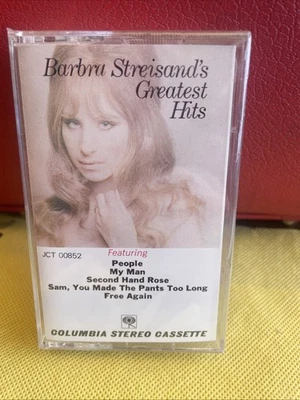 Barbra Streisand's
Greatest
Hits
JCT 00852
Featuring
People
My Man
Second Hand Rose
Sam, You Made The Pants Too Long
Free Again
COLUMBIA STEREO CASSETTE